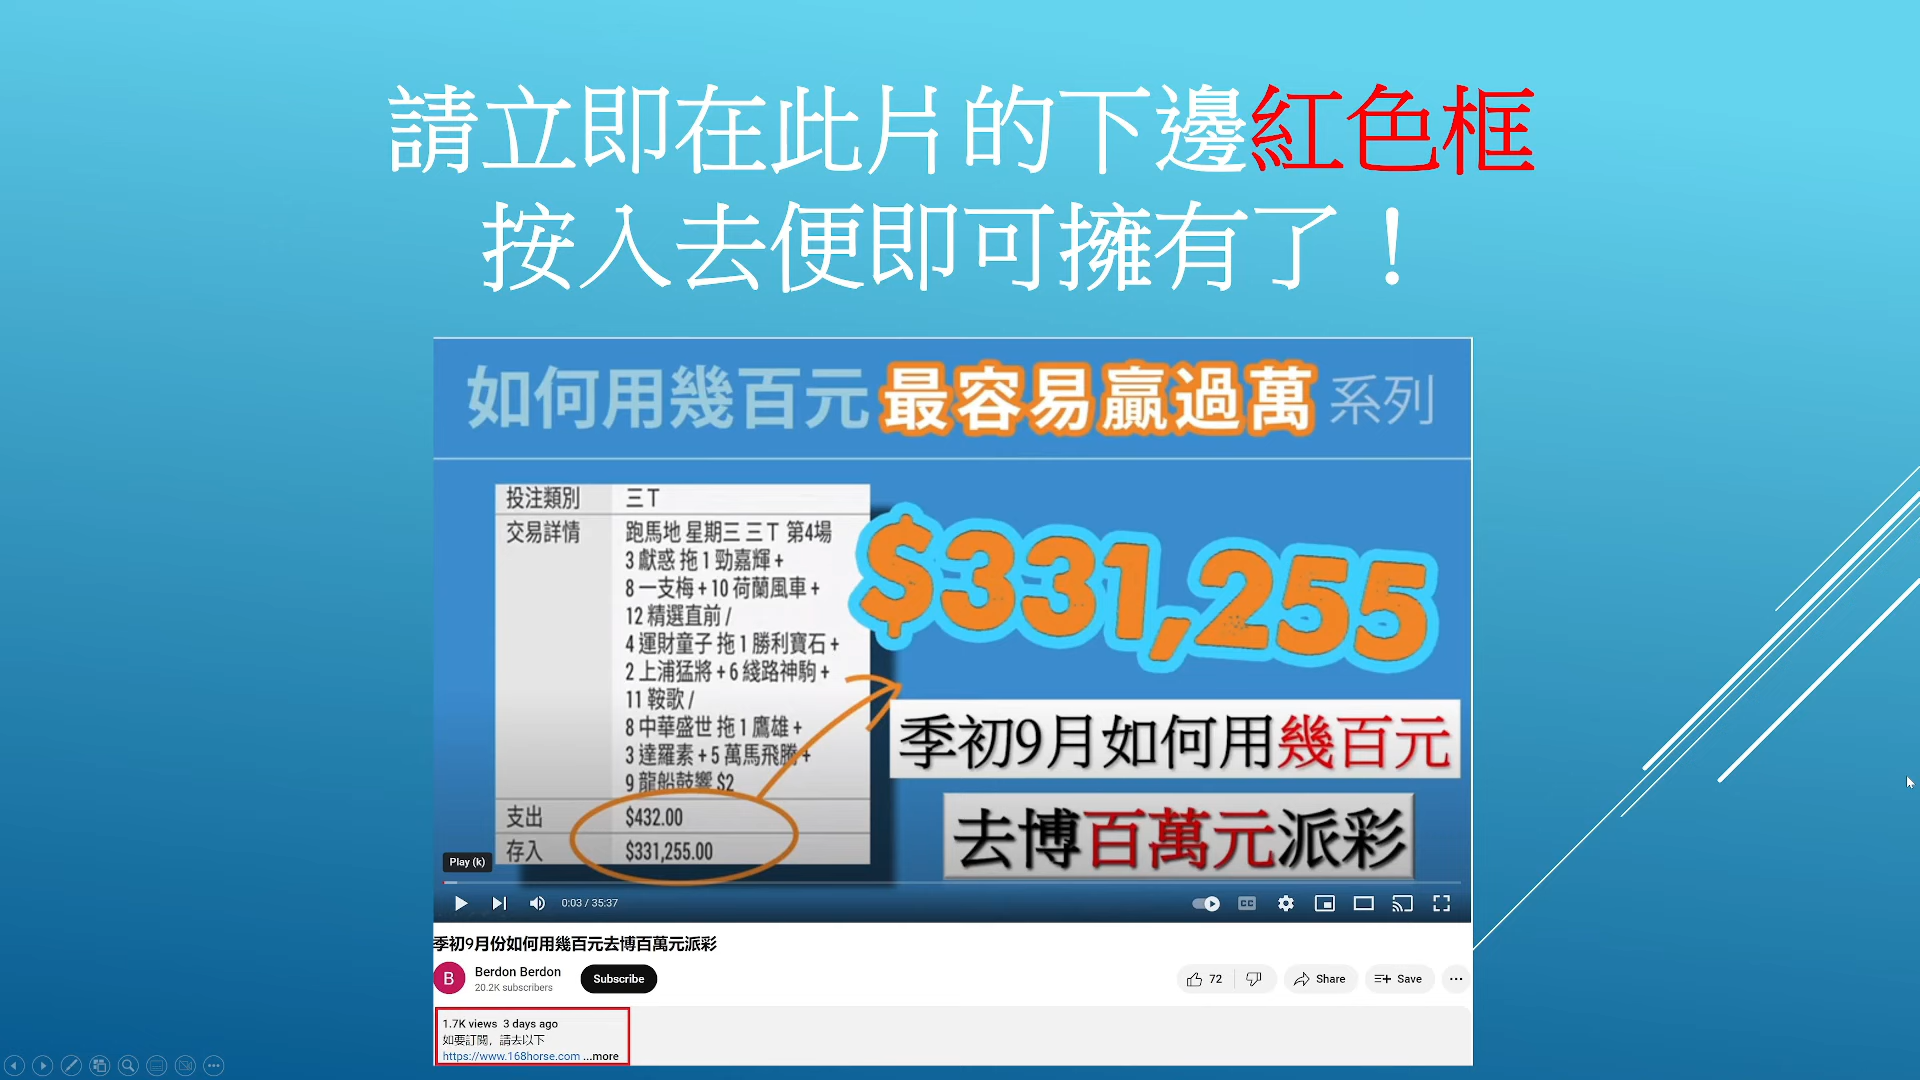 請立即在此片的下邊紅色框
按入去便即可擁有了！
如何用幾百元 最容易贏過萬 系列
投注類別 三T
交易詳情 跑馬地 星期三 三T 第4場
3 獻惑 拖 1 勁嘉輝 +
8 一支梅 + 10 荷蘭風車 +
12 精選直前 /
4 運財童子 拖 1 勝利寶石 +
2 上浦猛將 + 6 綫路神駒 +
11 鞍歌 /
8 中華盛世 拖 1 鷹雄 +
3 達羅素 + 5 萬馬飛騰 +
9 龍船鼓響 $2
支出 $432.00
存入 $331,255.00
$331,255
季初9月如何用幾百元
去博百萬元派彩
Play (k)
0:03 / 35:37
CC
季初9月份如何用幾百元去博百萬元派彩
B
Berdon Berdon
20.2K subscribers
Subscribe
72
Share
Save
1.7K views 3 days ago
如要訂閱，請去以下
https://www.168horse.com ...more